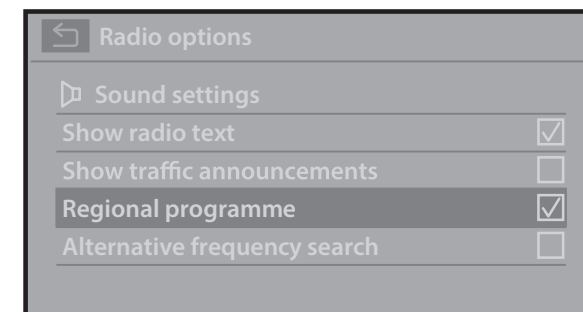 Radio options
Sound settings
Show radio text
Show traffic announcements
Regional programme
Alternative frequency search